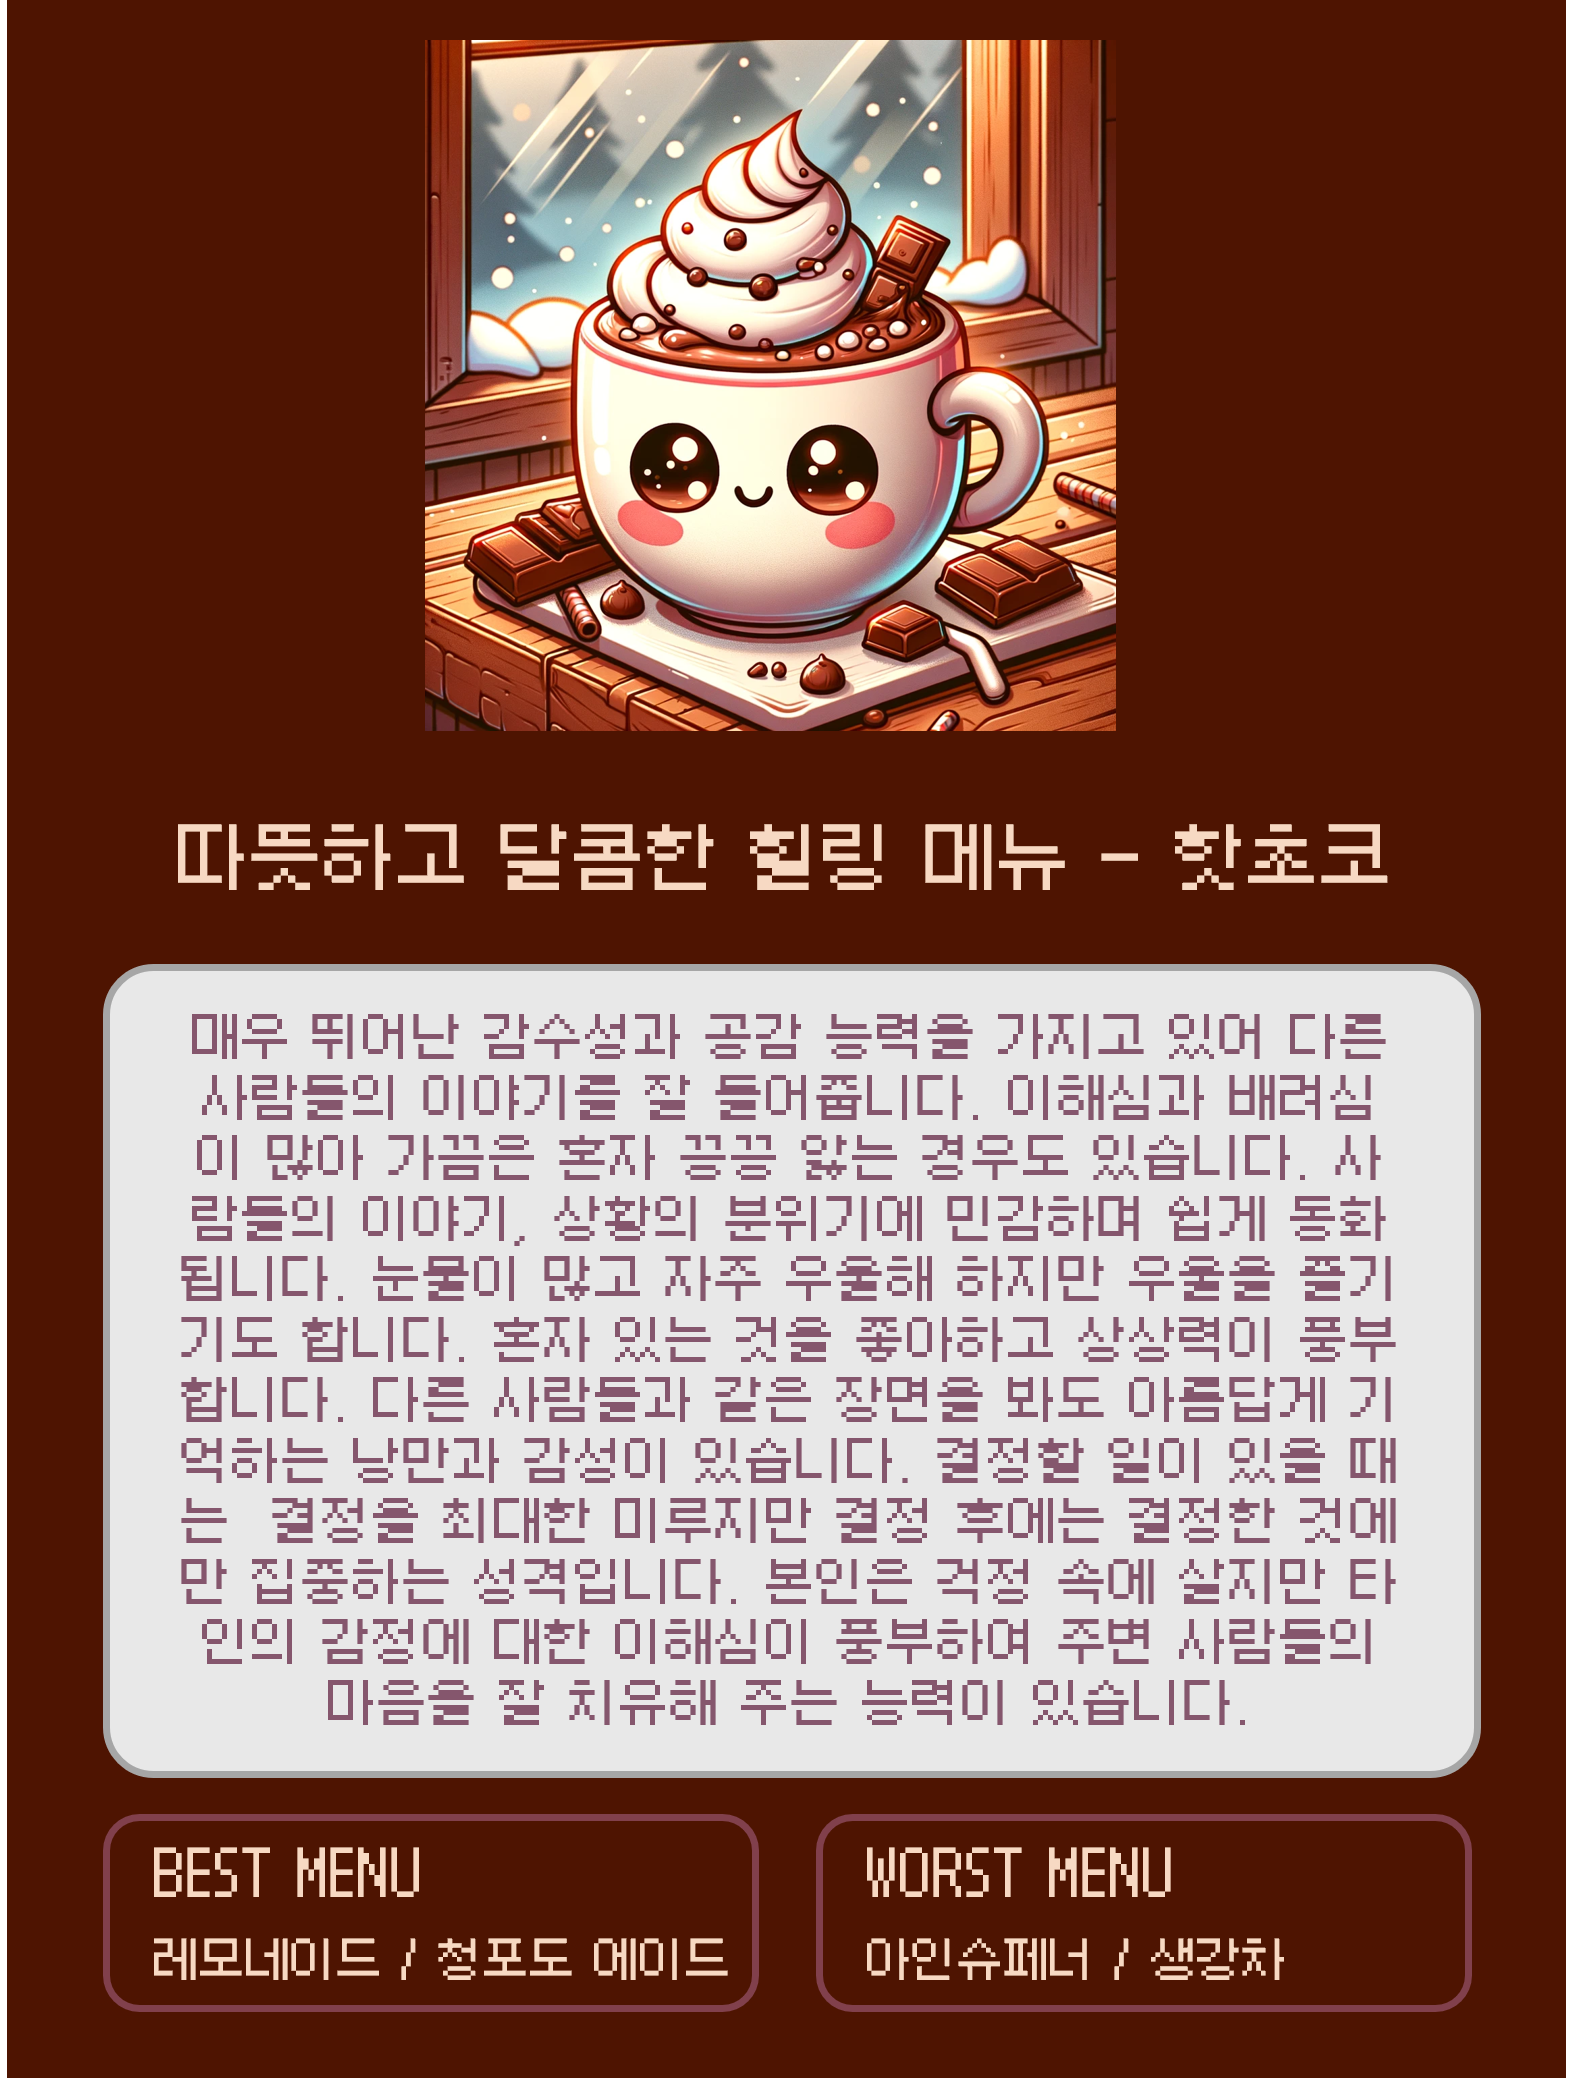 따뜻하고 달콤한 힐링 메뉴 - 핫초코
매우 뛰어난 감수성과 공감 능력을 가지고 있어 다른
사람들의 이야기를 잘 들어줍니다. 이해심과 배려심
이 많아 가끔은 혼자 끙끙 앓는 경우도 있습니다. 사
람들의 이야기, 상황의 분위기에 민감하며 쉽게 동화
됩니다. 눈물이 많고 자주 우울해 하지만 우울을 즐기
기도 합니다. 혼자 있는 것을 좋아하고 상상력이 풍부
합니다. 다른 사람들과 같은 장면을 봐도 아름답게 기
억하는 낭만과 감성이 있습니다. 결정할 일이 있을 때
는  결정을 최대한 미루지만 결정 후에는 결정한 것에
만 집중하는 성격입니다. 본인은 걱정 속에 살지만 타
인의 감정에 대한 이해심이 풍부하여 주변 사람들의
마음을 잘 치유해 주는 능력이 있습니다.
BEST MENU
레모네이드 / 청포도 에이드
WORST MENU
아인슈페너 / 생강차